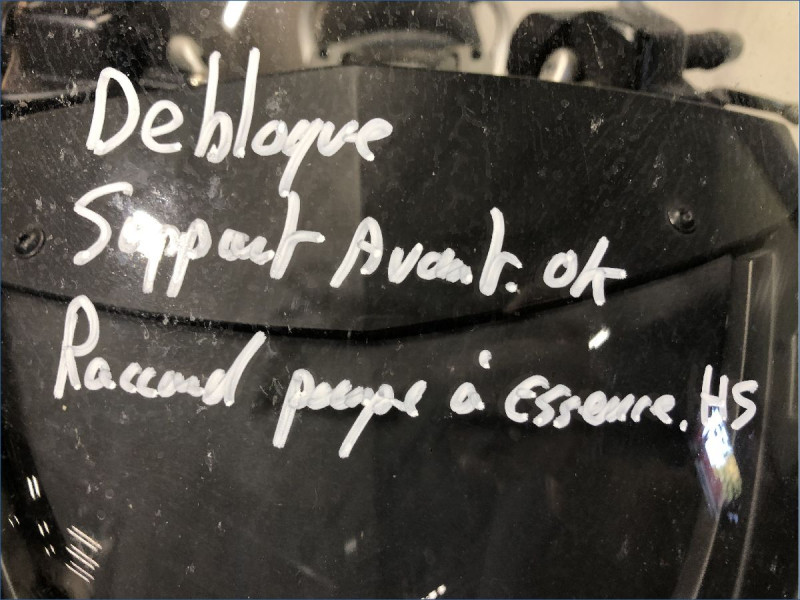 Debloque
Support Avant. ok
Raccord pompe à Essence. HS